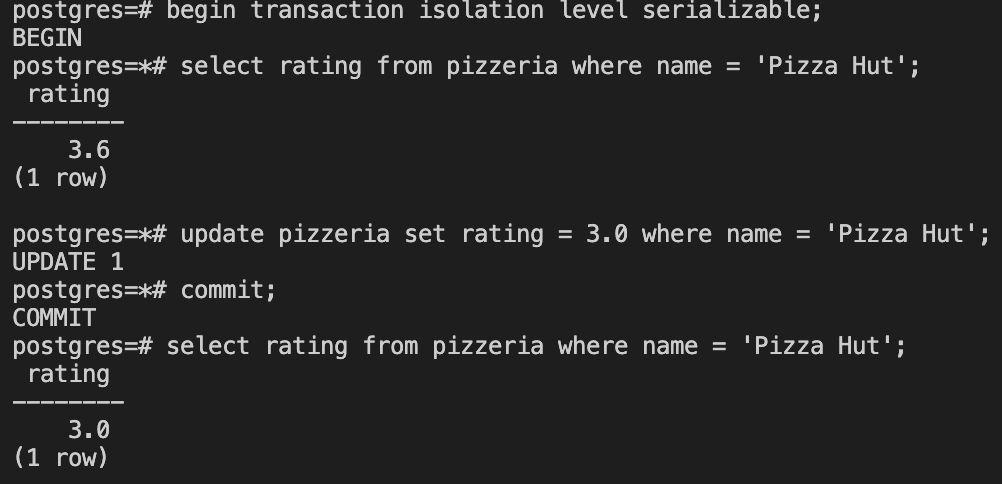 postgres=# begin transaction isolation level serializable;
BEGIN
postgres=*# select rating from pizzeria where name = 'Pizza Hut';
 rating
--------
    3.6
(1 row)

postgres=*# update pizzeria set rating = 3.0 where name = 'Pizza Hut';
UPDATE 1
postgres=*# commit;
COMMIT
postgres=# select rating from pizzeria where name = 'Pizza Hut';
 rating
--------
    3.0
(1 row)